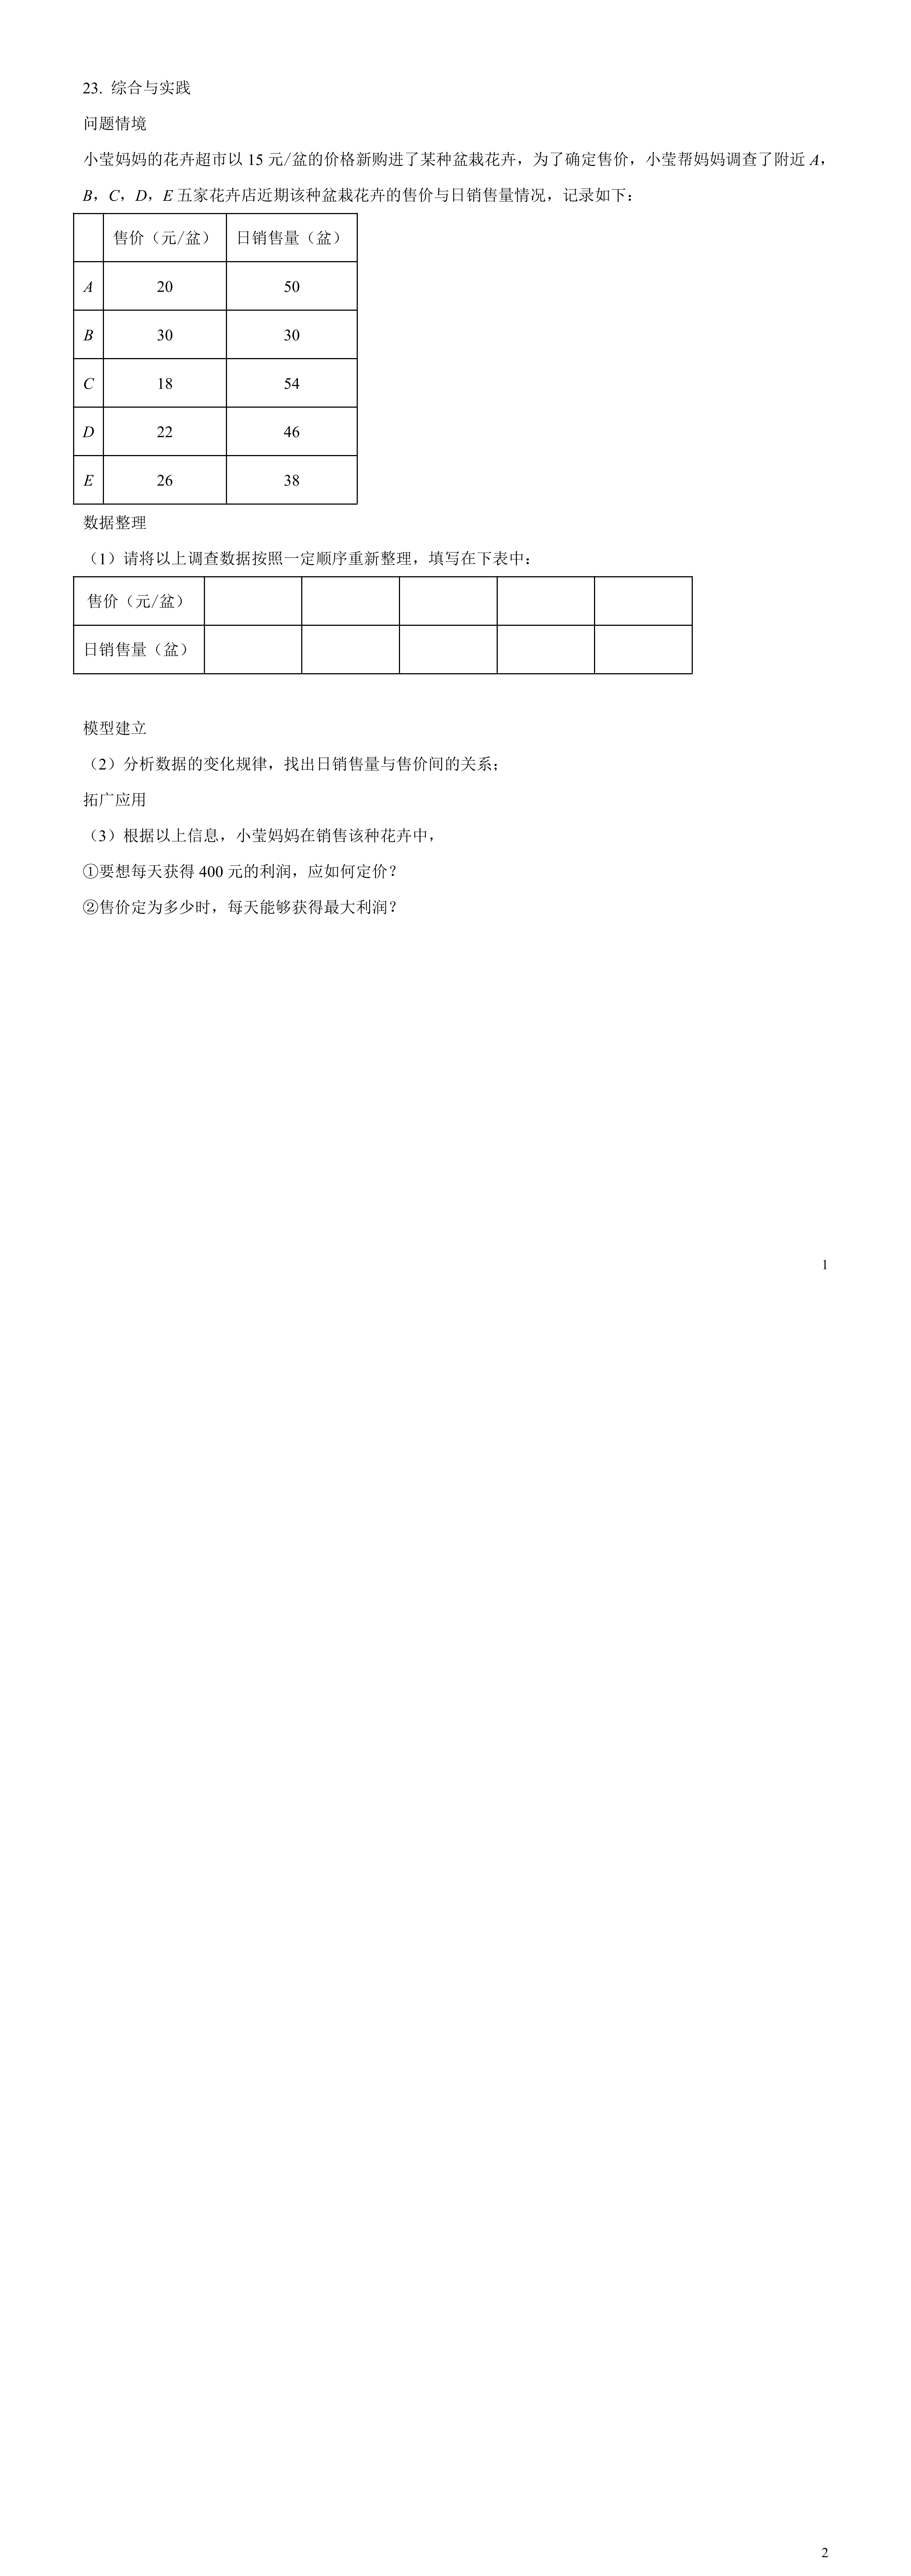 23. 综合与实践
问题情境
小莹妈妈的花卉超市以 15 元/盆的价格新购进了某种盆栽花卉，为了确定售价，小莹帮妈妈调查了附近 A，
B，C，D，E 五家花卉店近期该种盆栽花卉的售价与日销售量情况，记录如下：
售价（元/盆） 日销售量（盆）
A 20 50
B 30 30
C 18 54
D 22 46
E 26 38
数据整理
（1）请将以上调查数据按照一定顺序重新整理，填写在下表中：
售价（元/盆）
日销售量（盆）
模型建立
（2）分析数据的变化规律，找出日销售量与售价间的关系；
拓广应用
（3）根据以上信息，小莹妈妈在销售该种花卉中，
①要想每天获得 400 元的利润，应如何定价？
②售价定为多少时，每天能够获得最大利润？
1
2